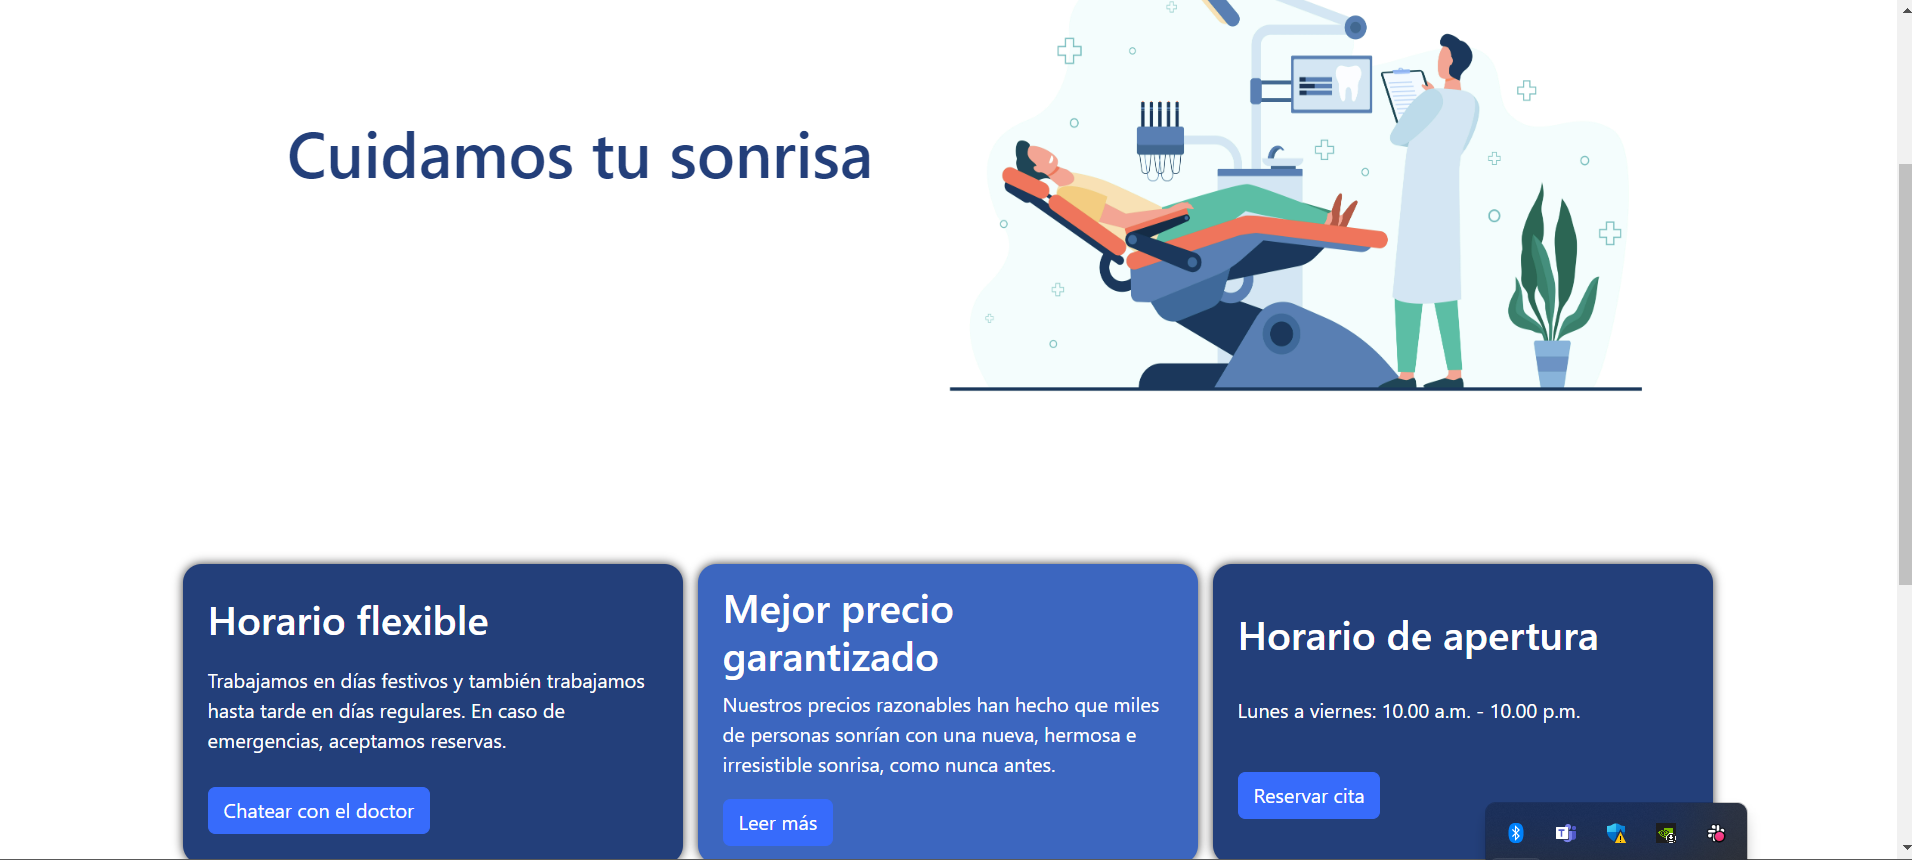 Cuidamos tu sonrisa
Horario flexible
Trabajamos en días festivos y también trabajamos
hasta tarde en días regulares. En caso de
emergencias, aceptamos reservas.
Chatear con el doctor
Mejor precio
garantizado
Nuestros precios razonables han hecho que miles
de personas sonrían con una nueva, hermosa e
irresistible sonrisa, como nunca antes.
Leer más
Horario de apertura
Lunes a viernes: 10.00 a.m. - 10.00 p.m.
Reservar cita